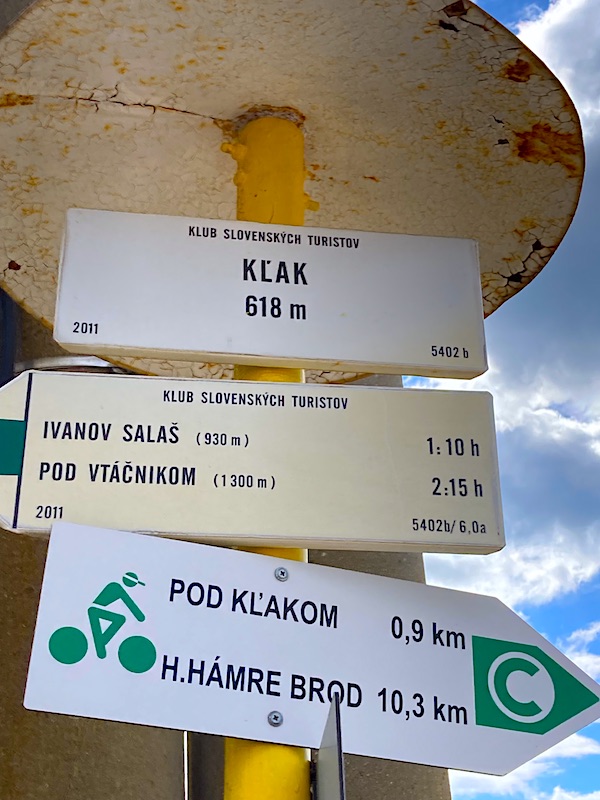 KLUB SLOVENSKÝCH TURISTOV
KĽAK
618 m
2011 5402 b
KLUB SLOVENSKÝCH TURISTOV
IVANOV SALAŠ (930 m) 1:10 h
POD VTÁČNIKOM (1300 m) 2:15 h
2011 5402b/6,0a
POD KĽAKOM 0,9 km
H.HÁMRE BROD 10,3 km
C